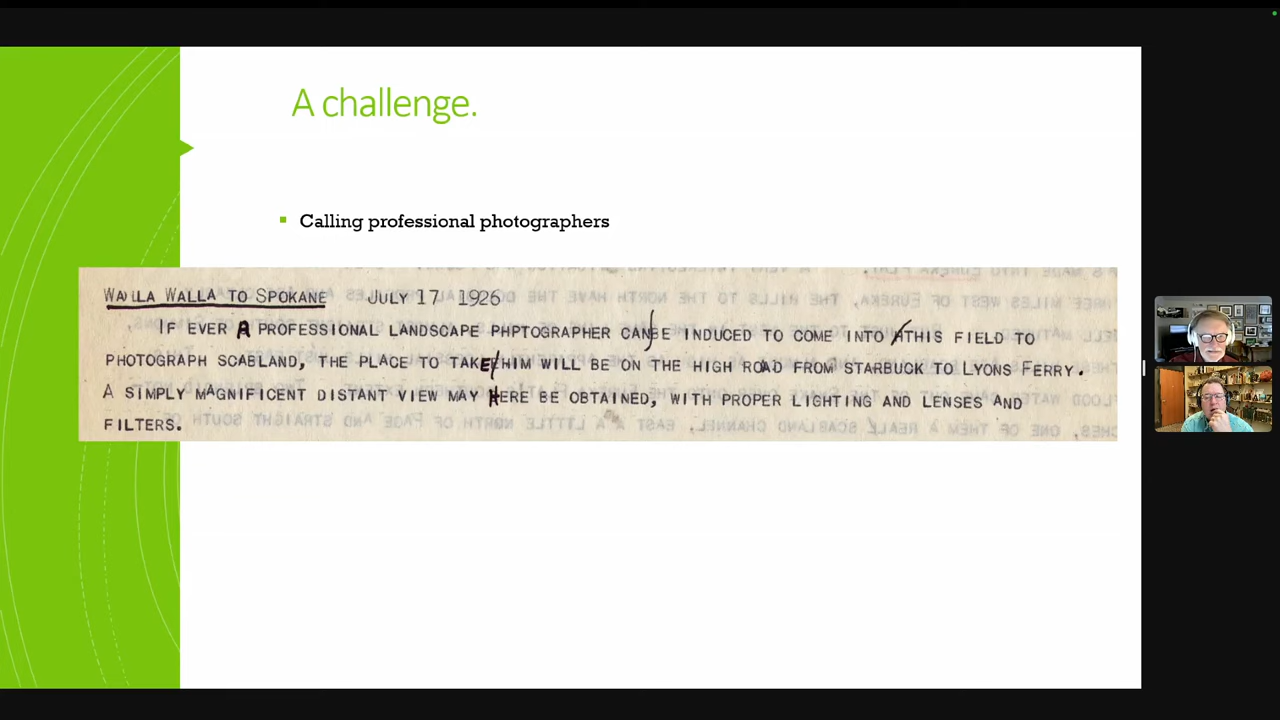 A challenge.
Calling professional photographers
WALLA WALLA TO SPOKANE JULY 17 1926
IF EVER A PROFESSIONAL LANDSCAPE PHPTOGRAPHER CAN BE INDUCED TO COME INTO THIS FIELD TO
PHOTOGRAPH SCABLAND, THE PLACE TO TAKE HIM WILL BE ON THE HIGH ROAD FROM STARBUCK TO LYONS FERRY.
A SIMPLY MAGNIFICENT DISTANT VIEW MAY HERE BE OBTAINED, WITH PROPER LIGHTING AND LENSES AND
FILTERS.